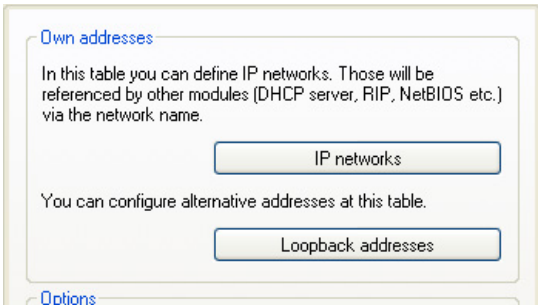 Own addresses
In this table you can define IP networks. Those will be
referenced by other modules (DHCP server, RIP, NetBIOS etc.)
via the network name.
IP networks
You can configure alternative addresses at this table.
Loopback addresses
Options